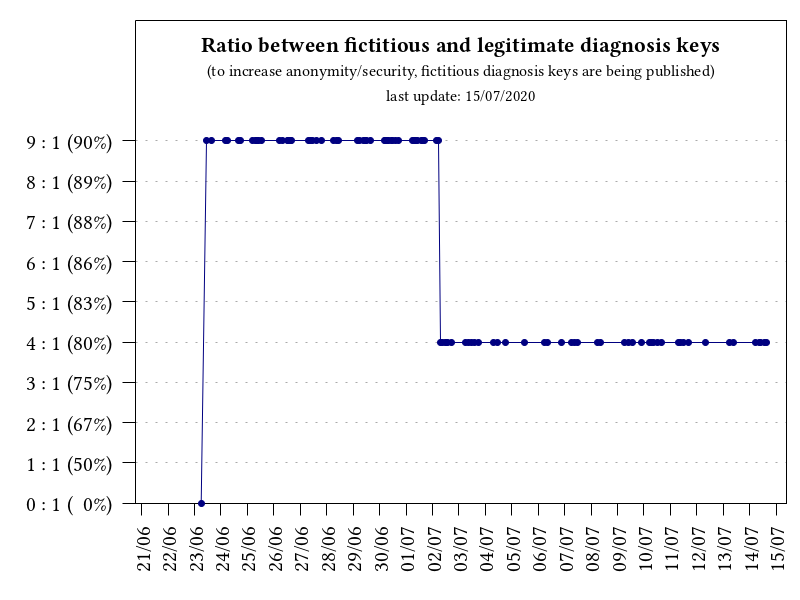 Ratio between fictitious and legitimate diagnosis keys
(to increase anonymity/security, fictitious diagnosis keys are being published)
last update: 15/07/2020
9 : 1 (90%)
8 : 1 (89%)
7 : 1 (88%)
6 : 1 (86%)
5 : 1 (83%)
4 : 1 (80%)
3 : 1 (75%)
2 : 1 (67%)
1 : 1 (50%)
0 : 1 (  0%)
21/06
22/06
23/06
24/06
25/06
26/06
27/06
28/06
29/06
30/06
01/07
02/07
03/07
04/07
05/07
06/07
07/07
08/07
09/07
10/07
11/07
12/07
13/07
14/07
15/07